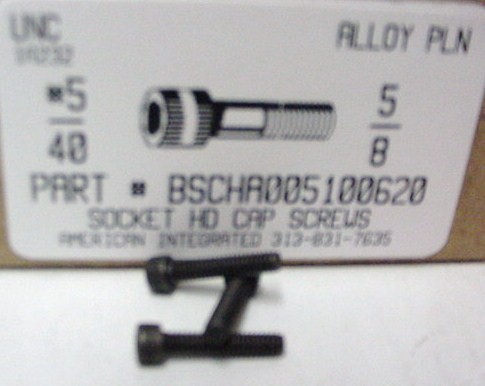 UNC ALLOY PLN
#5 5
40 8
PART # BSCHA005100620
SOCKET HD CAP SCREWS
AMERICAN INTEGRATED 313-831-7635